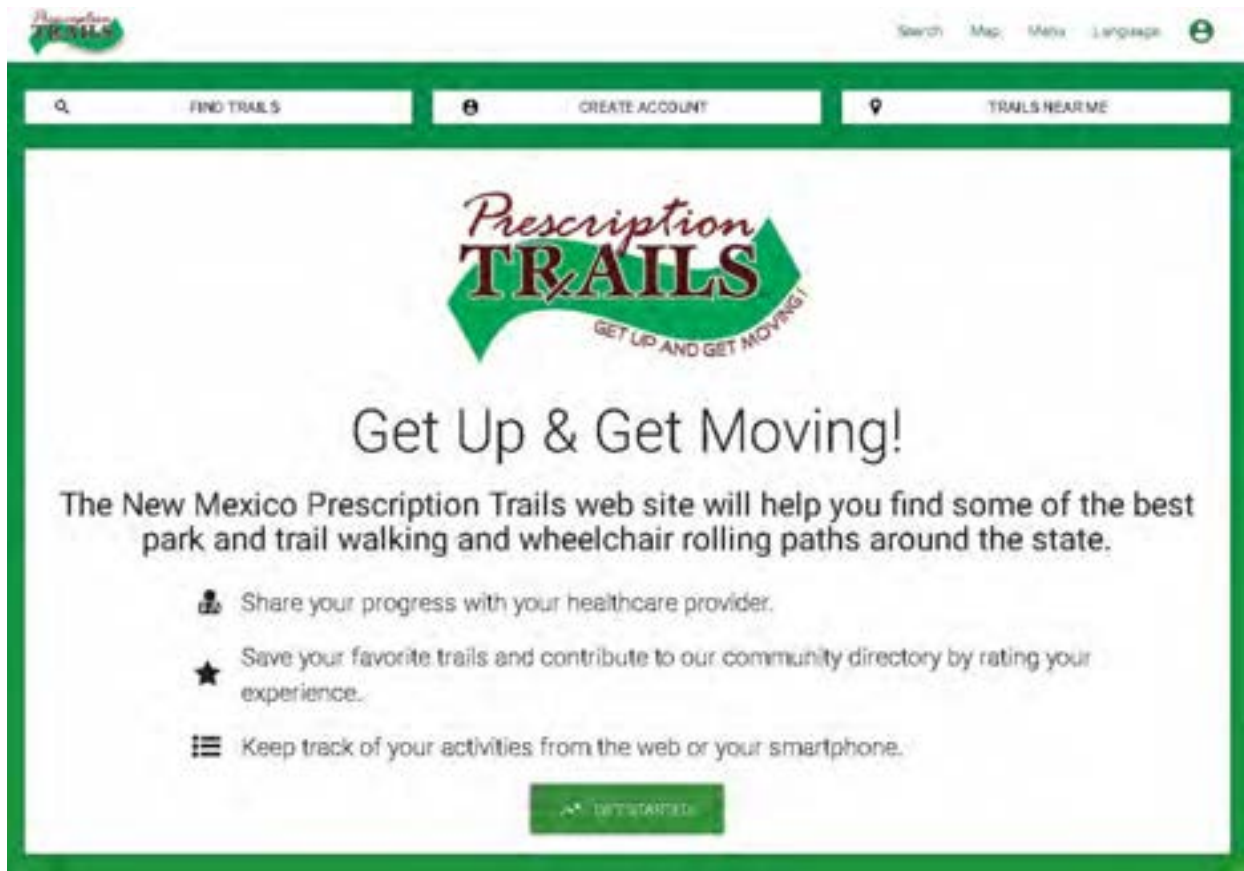 Prescription
TRAILS
Search Map Menu Language
FIND TRAILS
CREATE ACCOUNT
TRAILS NEAR ME
Prescription
TRAILS
GET UP AND GET MOVING!
Get Up & Get Moving!
The New Mexico Prescription Trails web site will help you find some of the best
park and trail walking and wheelchair rolling paths around the state.
Share your progress with your healthcare provider.
Save your favorite trails and contribute to our community directory by rating your
experience.
Keep track of your activities from the web or your smartphone.
GET STARTED